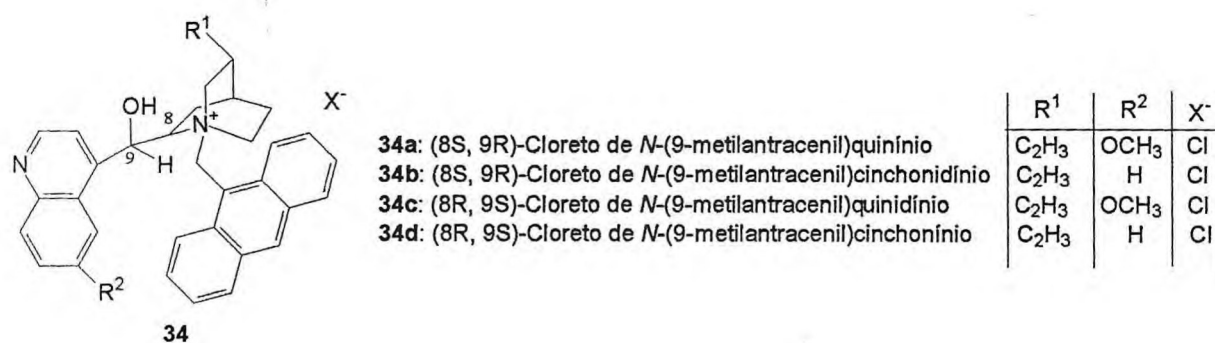 R¹
OH
8
N⁺
X⁻
N
9
H
R²
34
34a: (8S, 9R)-Cloreto de N-(9-metilantracenil)quinínio
34b: (8S, 9R)-Cloreto de N-(9-metilantracenil)cinchonidínio
34c: (8R, 9S)-Cloreto de N-(9-metilantracenil)quinidínio
34d: (8R, 9S)-Cloreto de N-(9-metilantracenil)cinchonínio
R¹ R² X⁻
C₂H₃ OCH₃ Cl
C₂H₃ H Cl
C₂H₃ OCH₃ Cl
C₂H₃ H Cl